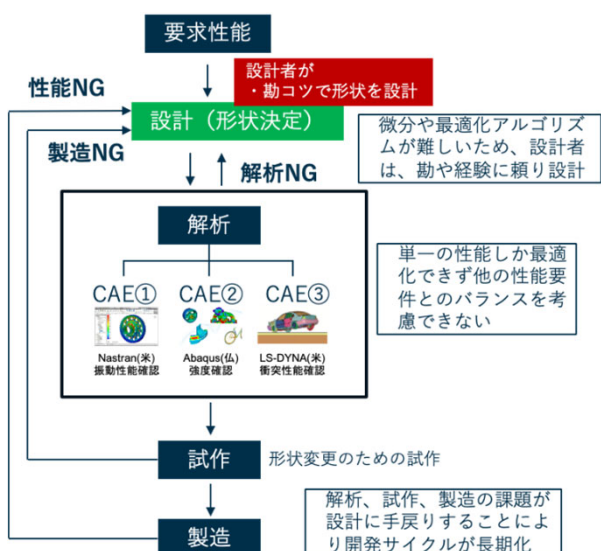 要求性能
設計者が
・勘コツで形状を設計
性能NG
設計（形状決定）
製造NG
解析NG
微分や最適化アルゴリズ
ムが難しいため、設計者
は、勘や経験に頼り設計
解析
CAE①
CAE②
CAE③
Nastran(米)
振動性能確認
Abaqus(仏)
強度確認
LS-DYNA(米)
衝突性能確認
単一の性能しか最適
化できず他の性能要
件とのバランスを考
慮できない
試作
形状変更のための試作
製造
解析、試作、製造の課題が
設計に手戻りすることによ
り開発サイクルが長期化